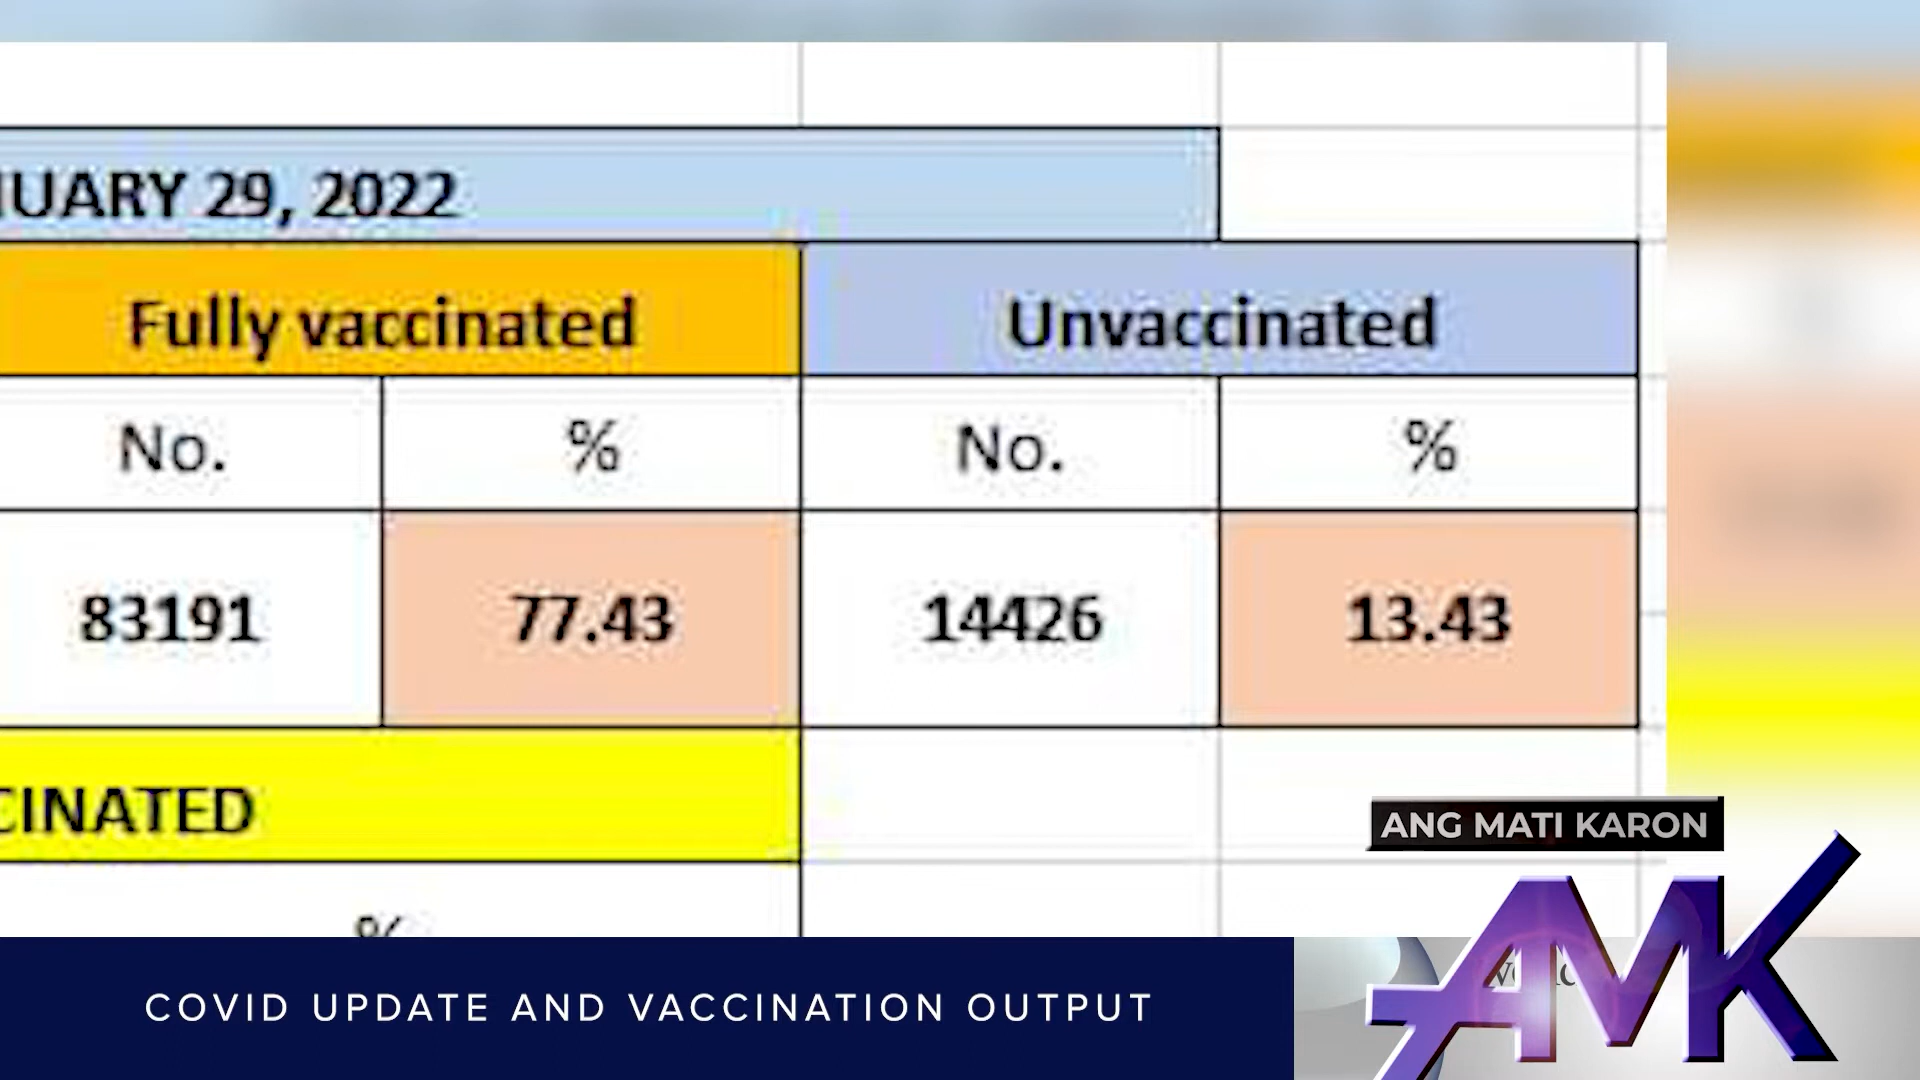 NUARY 29, 2022
Fully vaccinated Unvaccinated
No. % No. %
83191 77.43 14426 13.43
CINATED
%
ANG MATI KARON
AMK
COVID UPDATE AND VACCINATION OUTPUT